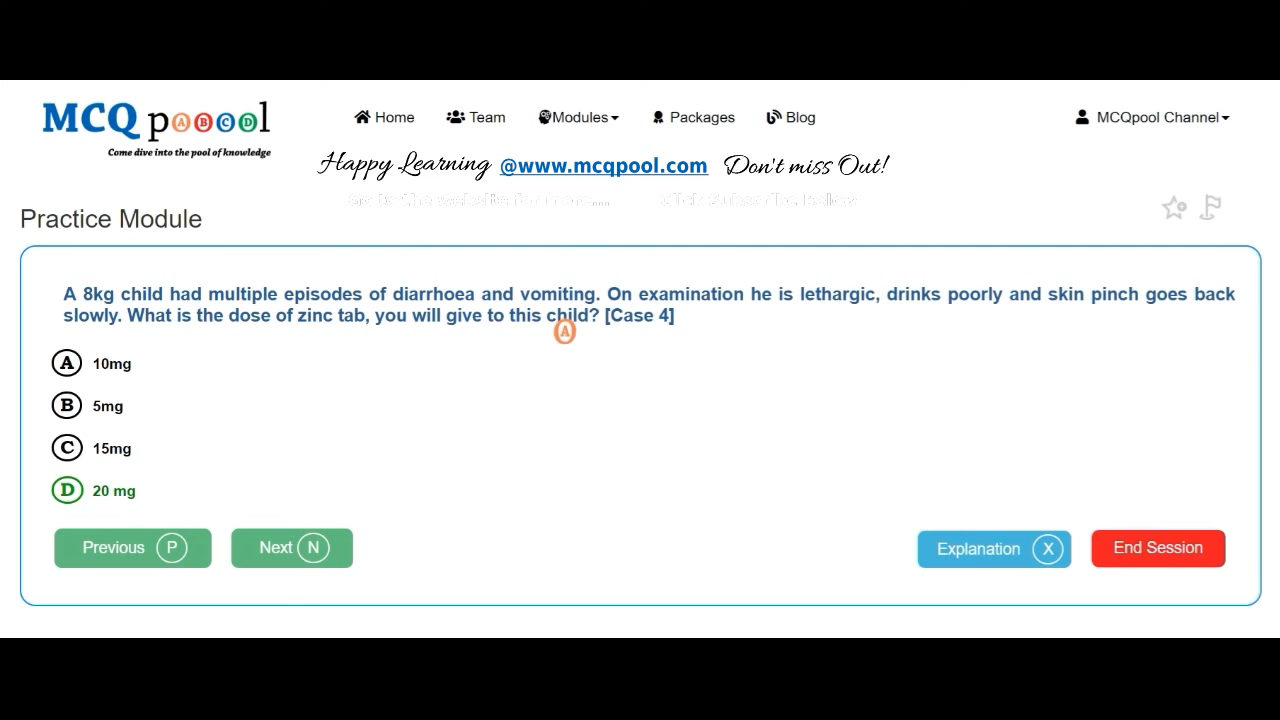 MCQ pooool
Come dive into the pool of knowledge
Home Team Modules Packages Blog MCQpool Channel
Happy Learning @www.mcqpool.com Don't miss Out!
Practice Module
A 8kg child had multiple episodes of diarrhoea and vomiting. On examination he is lethargic, drinks poorly and skin pinch goes back
slowly. What is the dose of zinc tab, you will give to this child? [Case 4]
A
A 10mg
B 5mg
C 15mg
D 20 mg
Previous P Next N Explanation X End Session